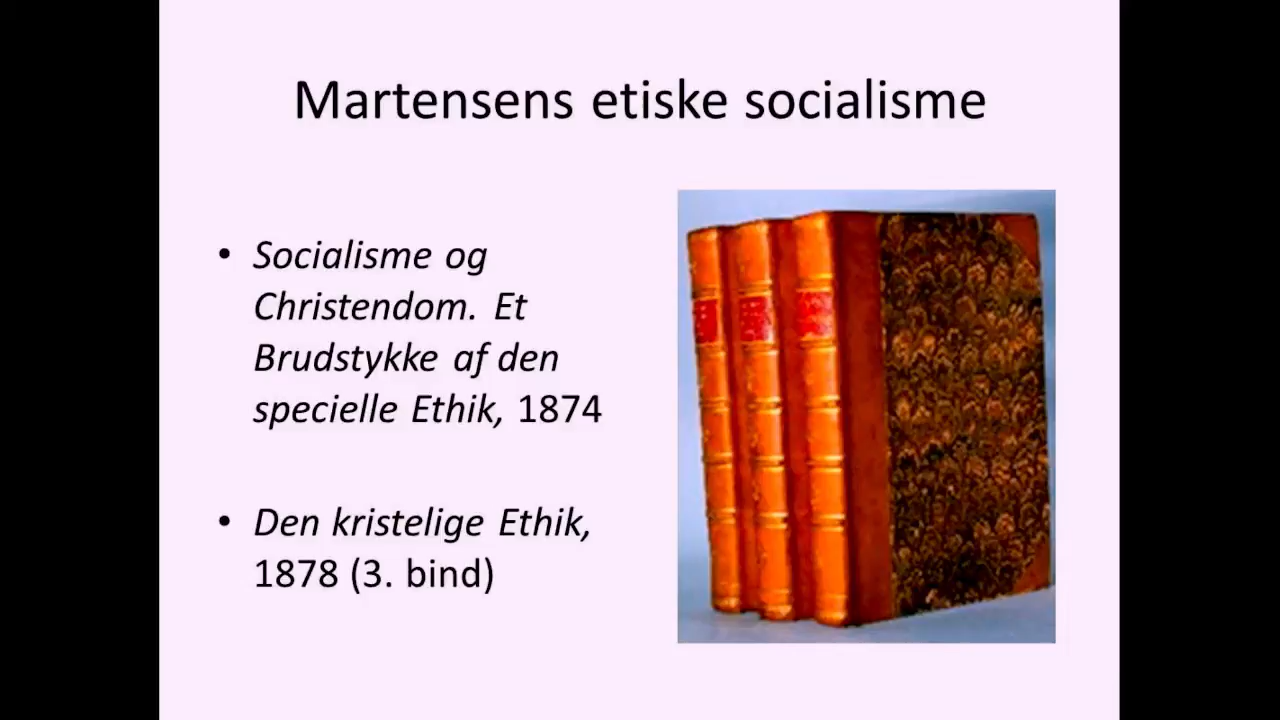 Martensens etiske socialisme
• Socialisme og
Christendom. Et
Brudstykke af den
specielle Ethik, 1874
• Den kristelige Ethik,
1878 (3. bind)